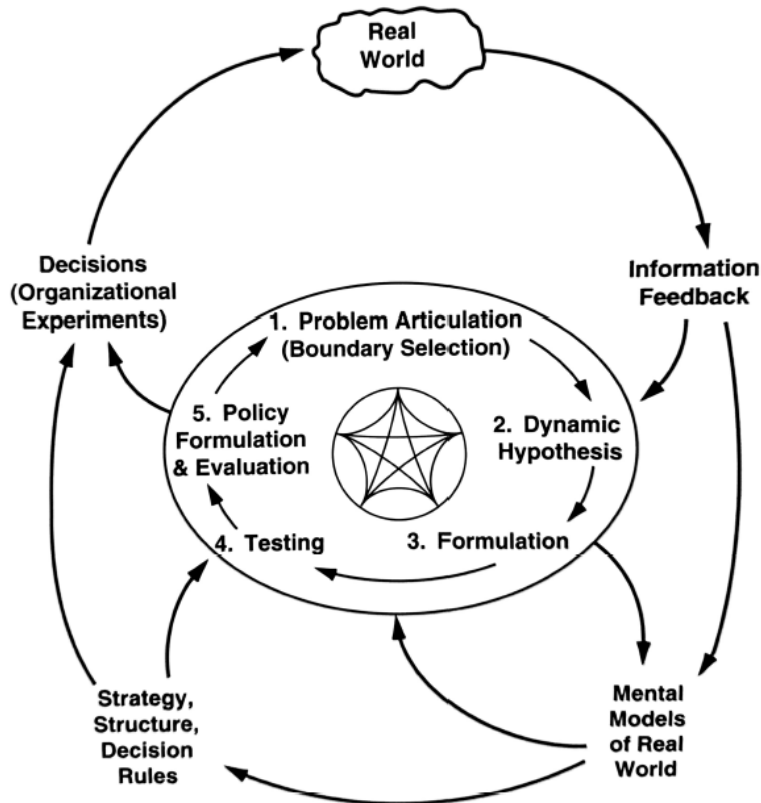 Real
World
Decisions
(Organizational
Experiments)
Information
Feedback
1. Problem Articulation
(Boundary Selection)
2. Dynamic
Hypothesis
3. Formulation
4. Testing
5. Policy
Formulation
& Evaluation
Strategy,
Structure,
Decision
Rules
Mental
Models
of Real
World